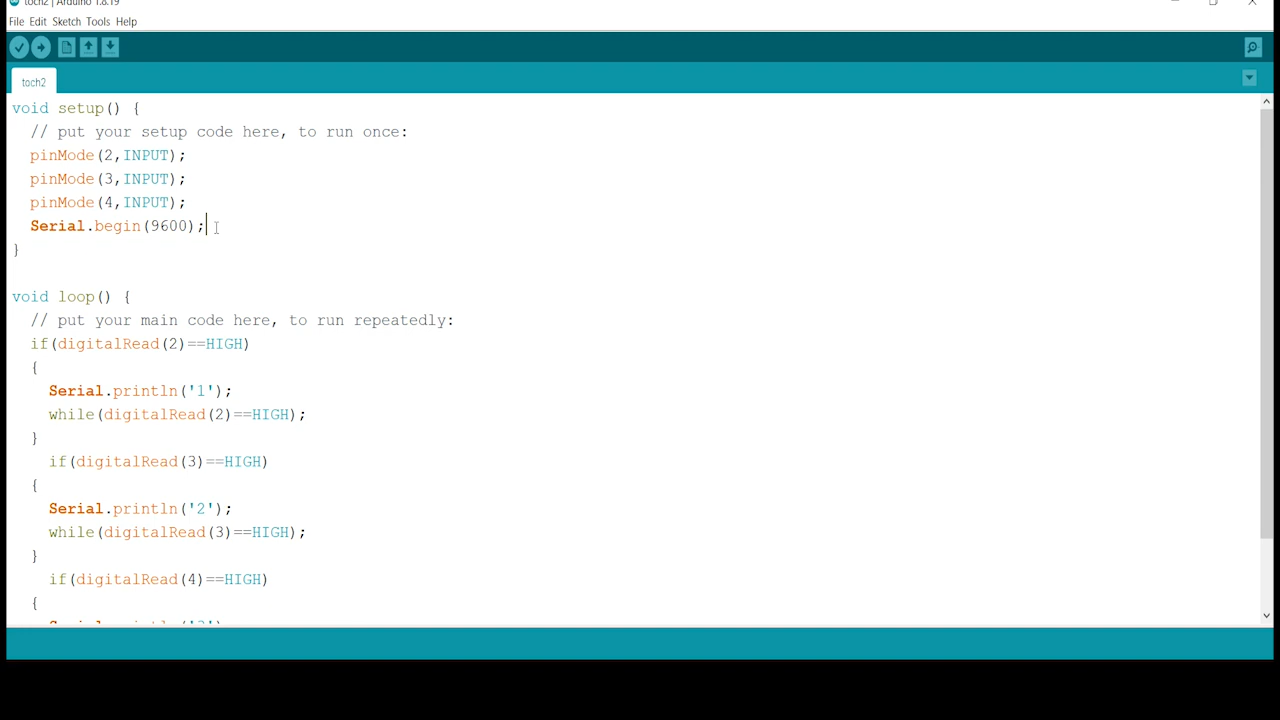 toch2 | Arduino 1.8.19
File Edit Sketch Tools Help
toch2
void setup() {
// put your setup code here, to run once:
pinMode(2,INPUT);
pinMode(3,INPUT);
pinMode(4,INPUT);
Serial.begin(9600);
}
void loop() {
// put your main code here, to run repeatedly:
if(digitalRead(2)==HIGH)
{
Serial.println('1');
while(digitalRead(2)==HIGH);
}
if(digitalRead(3)==HIGH)
{
Serial.println('2');
while(digitalRead(3)==HIGH);
}
if(digitalRead(4)==HIGH)
{